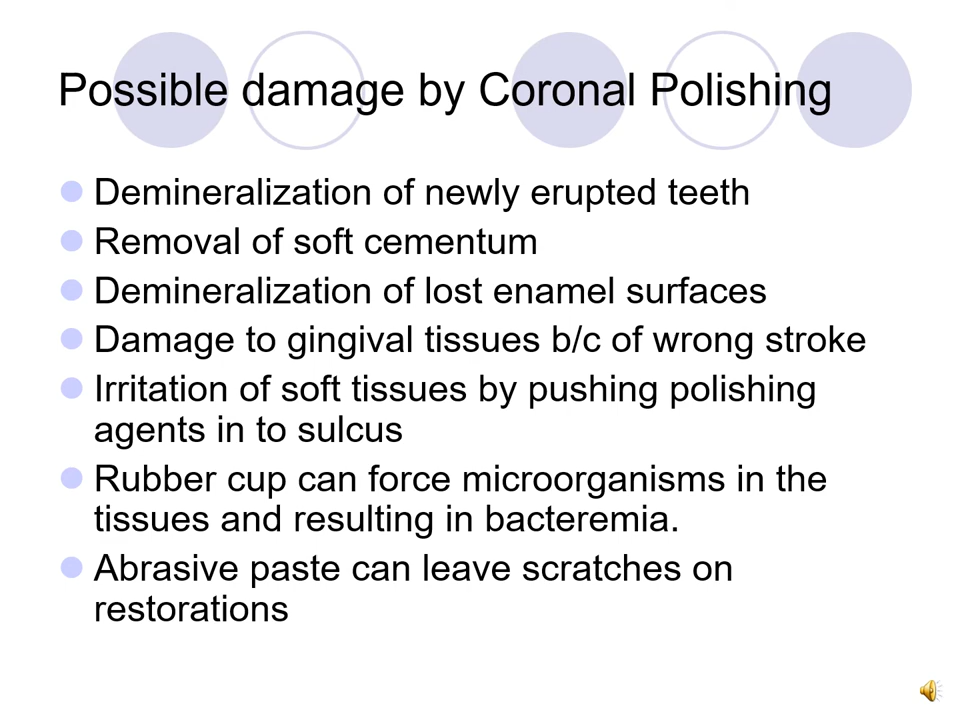 Possible damage by Coronal Polishing
Demineralization of newly erupted teeth
Removal of soft cementum
Demineralization of lost enamel surfaces
Damage to gingival tissues b/c of wrong stroke
Irritation of soft tissues by pushing polishing
agents in to sulcus
Rubber cup can force microorganisms in the
tissues and resulting in bacteremia.
Abrasive paste can leave scratches on
restorations